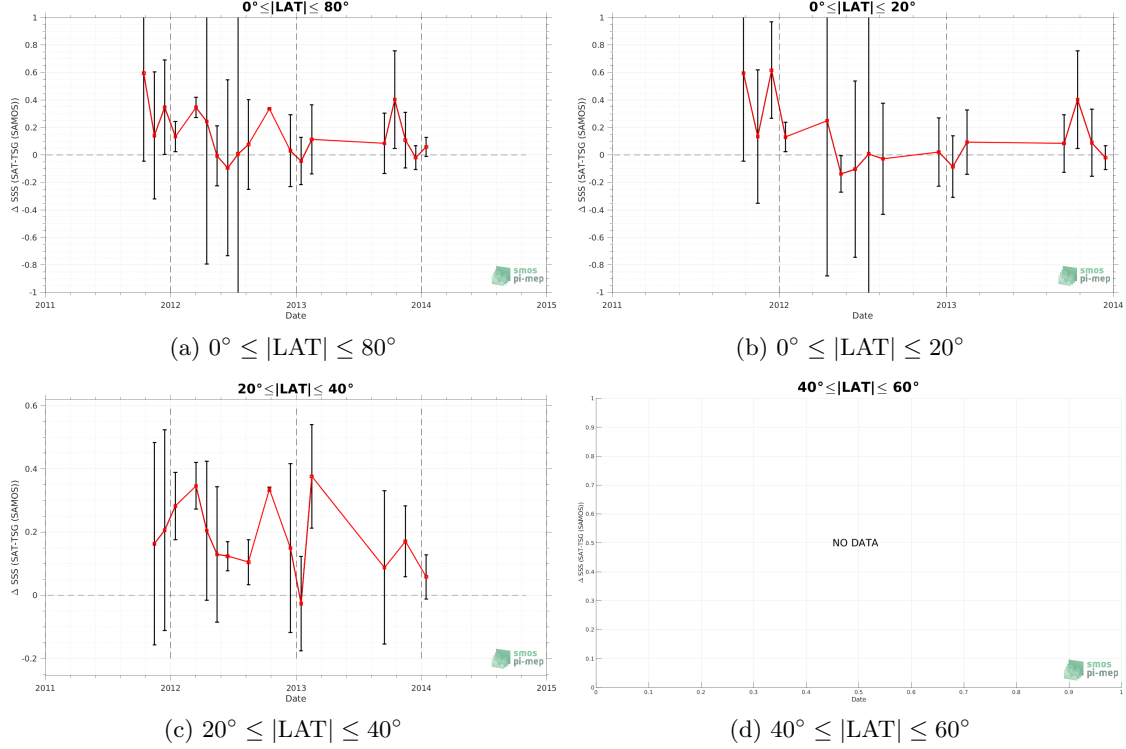 0°≤|LAT|≤ 80°
1
0.8
0.6
0.4
0.2
0
-0.2
-0.4
-0.6
-0.8
-1
Δ SSS (SAT-TSG (SAMOS))
2011
2012
2013
2014
2015
Date
smos
pi-mep
(a) 0° ≤ |LAT| ≤ 80°
0°≤|LAT|≤ 20°
1
0.8
0.6
0.4
0.2
0
-0.2
-0.4
-0.6
-0.8
-1
Δ SSS (SAT-TSG (SAMOS))
2011
2012
2013
2014
Date
smos
pi-mep
(b) 0° ≤ |LAT| ≤ 20°
20°≤|LAT|≤ 40°
0.6
0.4
0.2
0
-0.2
Δ SSS (SAT-TSG (SAMOS))
2011
2012
2013
2014
2015
Date
smos
pi-mep
(c) 20° ≤ |LAT| ≤ 40°
40°≤|LAT|≤ 60°
1
0.9
0.8
0.7
0.6
0.5
0.4
0.3
0.2
0.1
0
Δ SSS (SAT-TSG (SAMOS))
NO DATA
0
0.1
0.2
0.3
0.4
0.5
0.6
0.7
0.8
0.9
1
Date
smos
pi-mep
(d) 40° ≤ |LAT| ≤ 60°